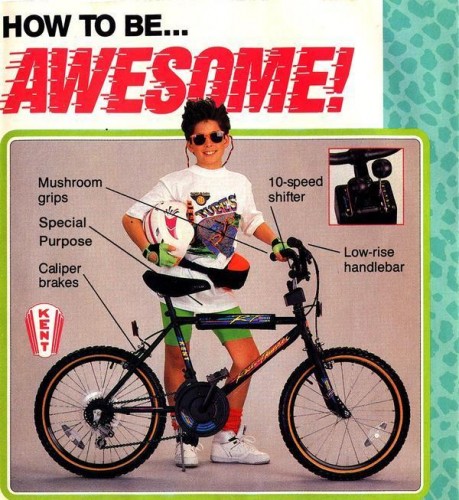 HOW TO BE...
AWESOME!
Mushroom
grips
Special
Purpose
Caliper
brakes
10-speed
shifter
Low-rise
handlebar
KENT